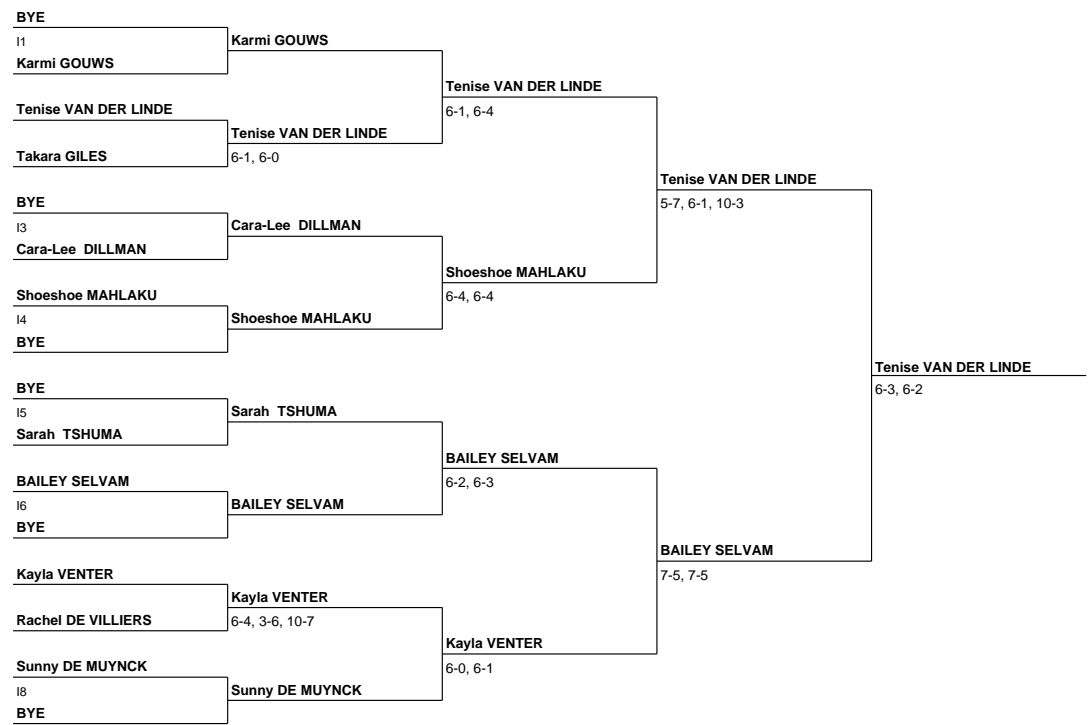 BYE
I1
Karmi GOUWS
Karmi GOUWS
Tenise VAN DER LINDE
6-1, 6-4
Tenise VAN DER LINDE
Tenise VAN DER LINDE
6-1, 6-0
Takara GILES
Tenise VAN DER LINDE
5-7, 6-1, 10-3
BYE
I3
Cara-Lee DILLMAN
Cara-Lee DILLMAN
Shoeshoe MAHLAKU
6-4, 6-4
Shoeshoe MAHLAKU
I4
Shoeshoe MAHLAKU
BYE
Tenise VAN DER LINDE
6-3, 6-2
BYE
I5
Sarah TSHUMA
Sarah TSHUMA
BAILEY SELVAM
6-2, 6-3
BAILEY SELVAM
I6
BAILEY SELVAM
BYE
BAILEY SELVAM
7-5, 7-5
Kayla VENTER
Kayla VENTER
6-4, 3-6, 10-7
Rachel DE VILLIERS
Kayla VENTER
6-0, 6-1
Sunny DE MUYNCK
I8
Sunny DE MUYNCK
BYE